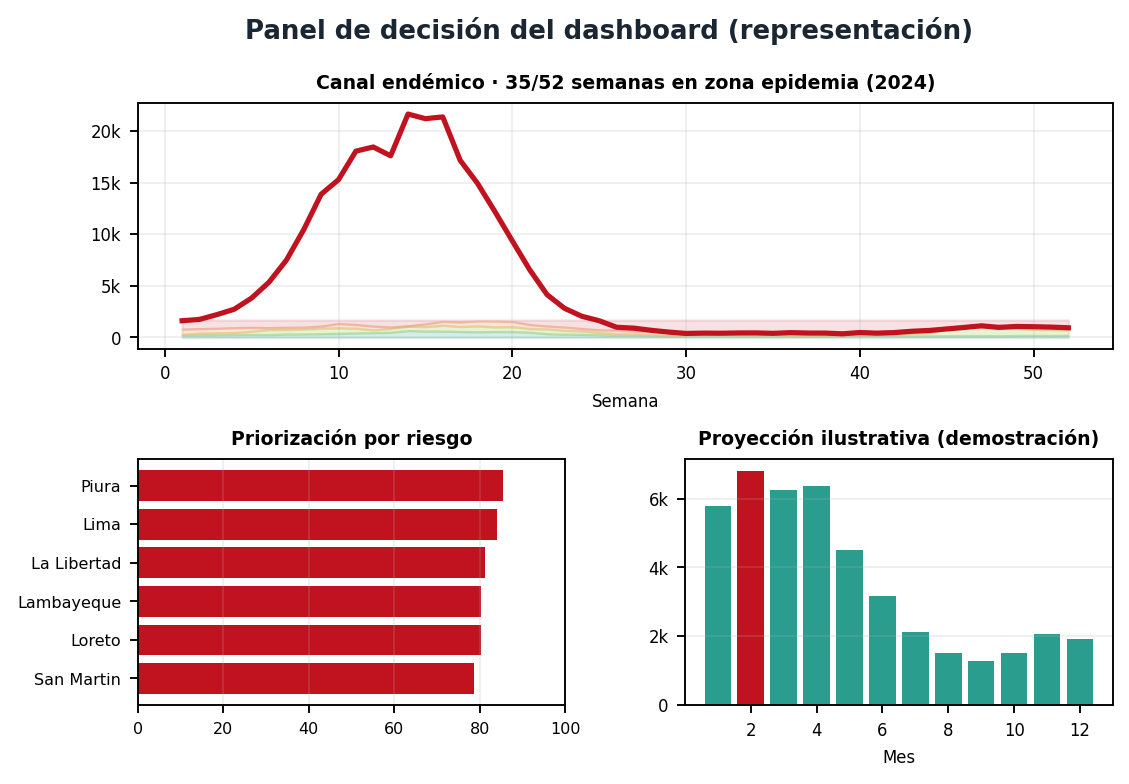 Panel de decisión del dashboard (representación)
Canal endémico · 35/52 semanas en zona epidemia (2024)
20k
15k
10k
5k
0
0 10 20 30 40 50
Semana
Priorización por riesgo
Piura
Lima
La Libertad
Lambayeque
Loreto
San Martin
0 20 40 60 80 100
Proyección ilustrativa (demostración)
6k
4k
2k
0
2 4 6 8 10 12
Mes